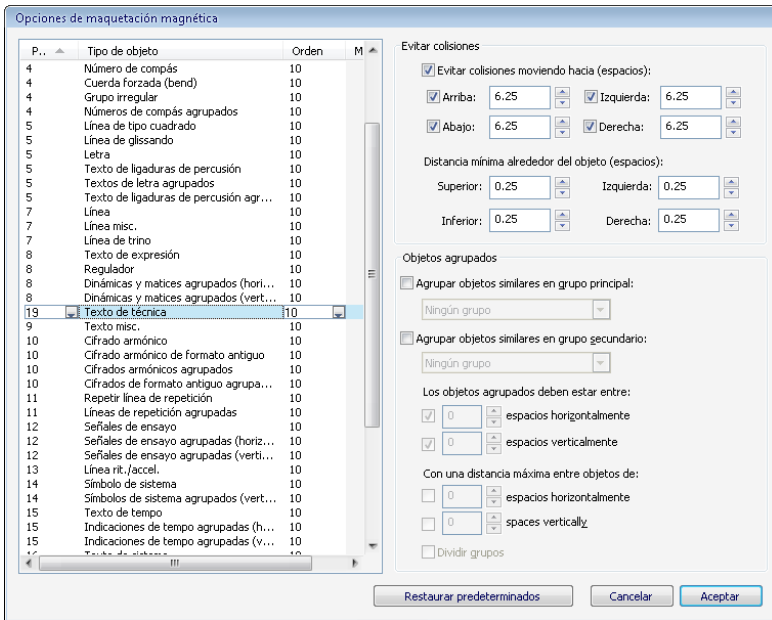 Opciones de maquetación magnética
P.. Tipo de objeto Orden M
4 Número de compás 10
4 Cuerda forzada (bend) 10
4 Grupo irregular 10
4 Números de compás agrupados 10
5 Línea de tipo cuadrado 10
5 Línea de glissando 10
5 Letra 10
5 Texto de ligaduras de percusión 10
5 Textos de letra agrupados 10
5 Texto de ligaduras de percusión agr... 10
7 Línea 10
7 Línea misc. 10
7 Línea de trino 10
8 Texto de expresión 10
8 Regulador 10
8 Dinámicas y matices agrupados (hori... 10
8 Dinámicas y matices agrupados (vert... 10
19 Texto de técnica 10
9 Texto misc. 10
10 Cifrado armónico 10
10 Cifrado armónico de formato antiguo 10
10 Cifrados armónicos agrupados 10
10 Cifrados de formato antiguo agrupa... 10
11 Repetir línea de repetición 10
11 Líneas de repetición agrupadas 10
12 Señales de ensayo 10
12 Señales de ensayo agrupadas (horiz... 10
12 Señales de ensayo agrupadas (verti... 10
13 Línea rit./accel. 10
14 Símbolo de sistema 10
14 Símbolos de sistema agrupados (vert... 10
15 Texto de tempo 10
15 Indicaciones de tempo agrupadas (h... 10
15 Indicaciones de tempo agrupadas (v... 10
Evitar colisiones
Evitar colisiones moviendo hacia (espacios):
Arriba: 6.25 Izquierda: 6.25
Abajo: 6.25 Derecha: 6.25
Distancia mínima alrededor del objeto (espacios):
Superior: 0.25 Izquierda: 0.25
Inferior: 0.25 Derecha: 0.25
Objetos agrupados
Agrupar objetos similares en grupo principal:
Ningún grupo
Agrupar objetos similares en grupo secundario:
Ningún grupo
Los objetos agrupados deben estar entre:
0 espacios horizontalmente
0 espacios verticalmente
Con una distancia máxima entre objetos de:
0 espacios horizontalmente
0 spaces vertically
Dividir grupos
Restaurar predeterminados Cancelar Aceptar